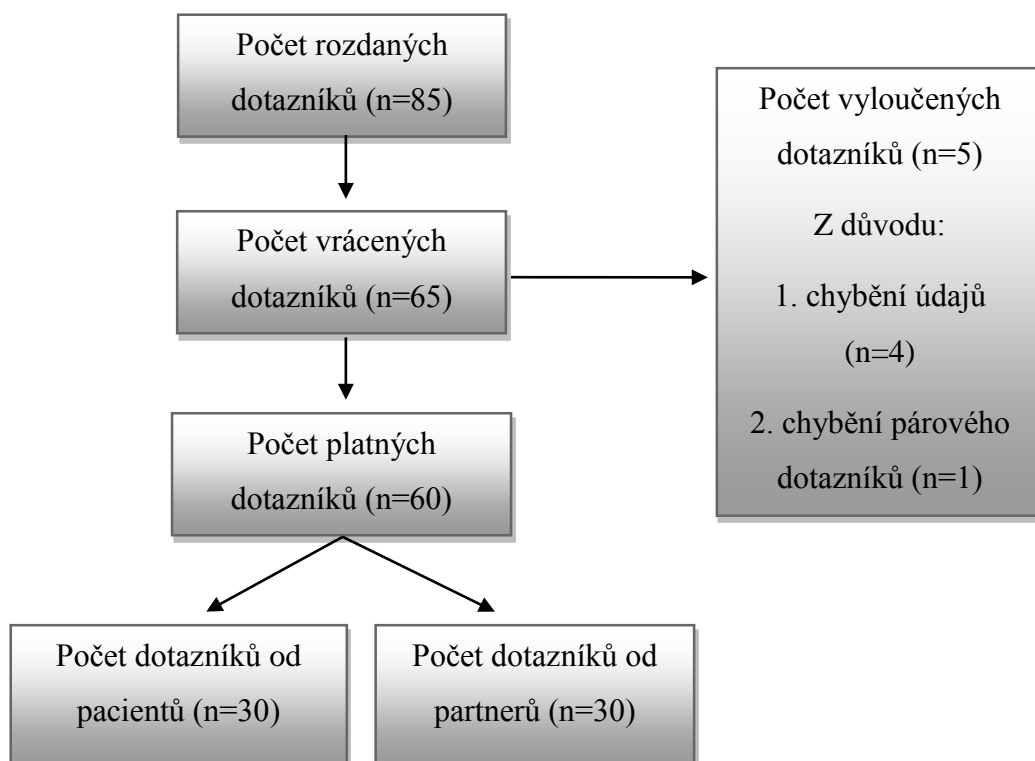 Počet rozdaných
dotazníků (n=85)
Počet vyloučených
dotazníků (n=5)
Z důvodu:
1. chybění údajů
(n=4)
2. chybění párového
dotazníků (n=1)
Počet vrácených
dotazníků (n=65)
Počet platných
dotazníků (n=60)
Počet dotazníků od
pacientů (n=30)
Počet dotazníků od
partnerů (n=30)